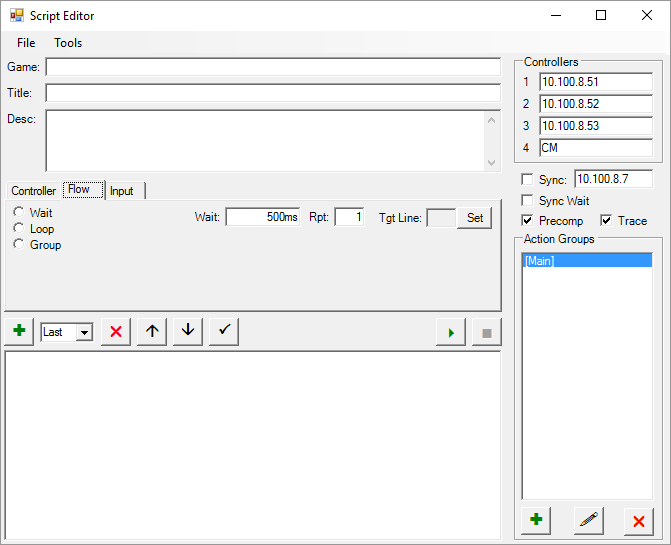 Script Editor
File Tools
Game:
Title:
Desc:
Controller Flow Input
Wait
Loop
Group
Wait: 500ms Rpt: 1 Tgt Line: Set
Last
Controllers
1 10.100.8.51
2 10.100.8.52
3 10.100.8.53
4 CM
Sync: 10.100.8.7
Sync Wait
Precomp Trace
Action Groups
[Main]